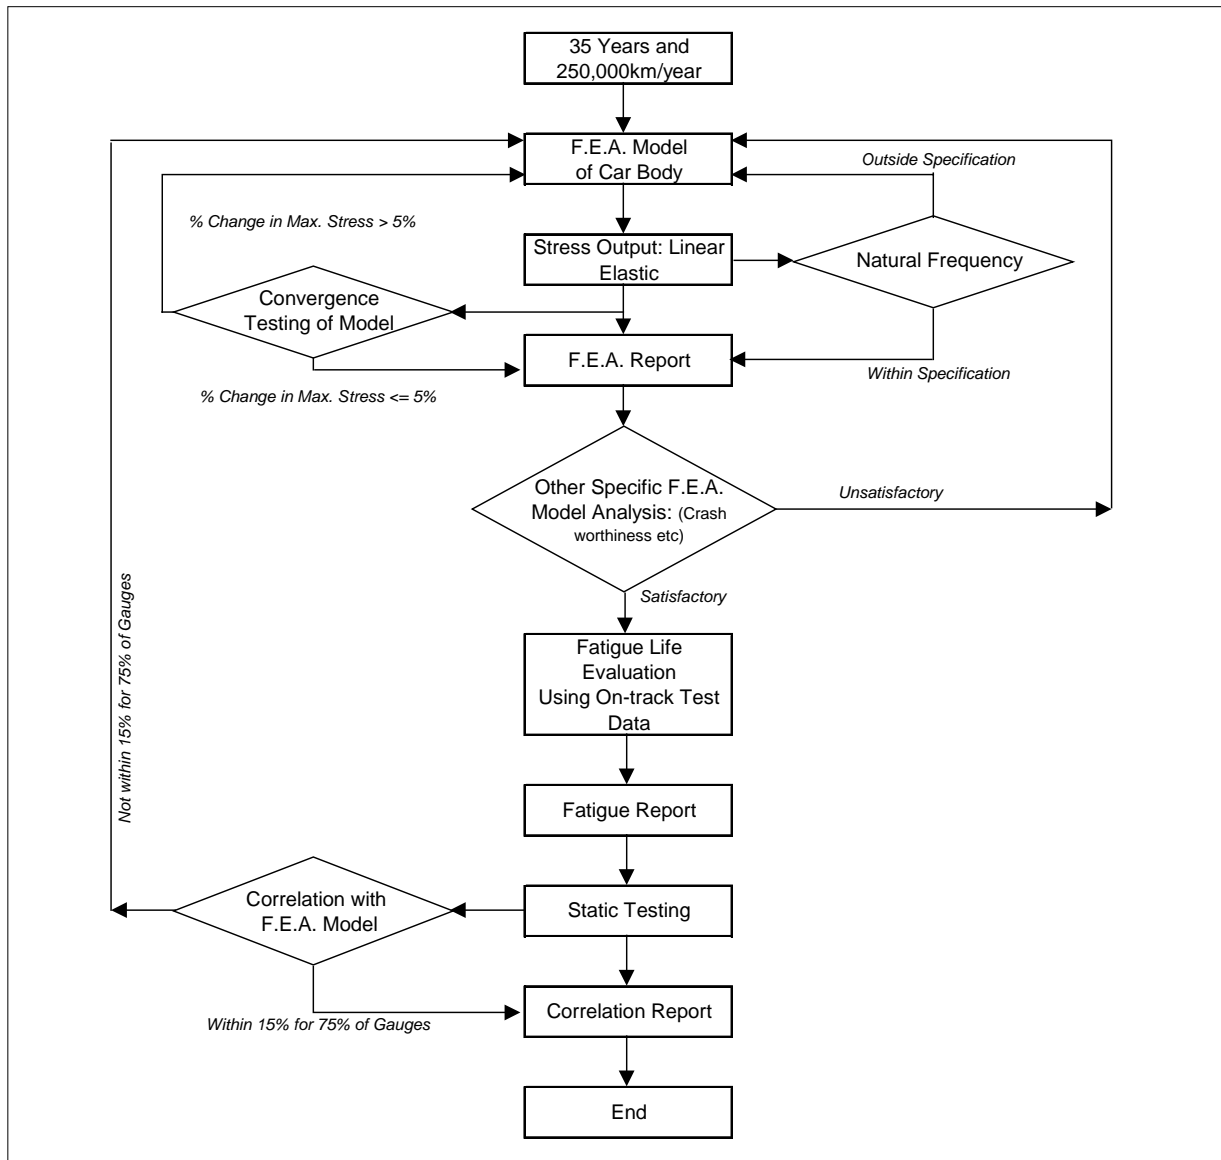 35 Years and
250,000km/year
F.E.A. Model
of Car Body
Outside Specification
% Change in Max. Stress > 5%
Stress Output: Linear
Elastic
Natural Frequency
Convergence
Testing of Model
F.E.A. Report
Within Specification
% Change in Max. Stress <= 5%
Other Specific F.E.A.
Model Analysis: (Crash
worthiness etc)
Unsatisfactory
Satisfactory
Not within 15% for 75% of Gauges
Fatigue Life
Evaluation
Using On-track Test
Data
Fatigue Report
Correlation with
F.E.A. Model
Static Testing
Correlation Report
Within 15% for 75% of Gauges
End